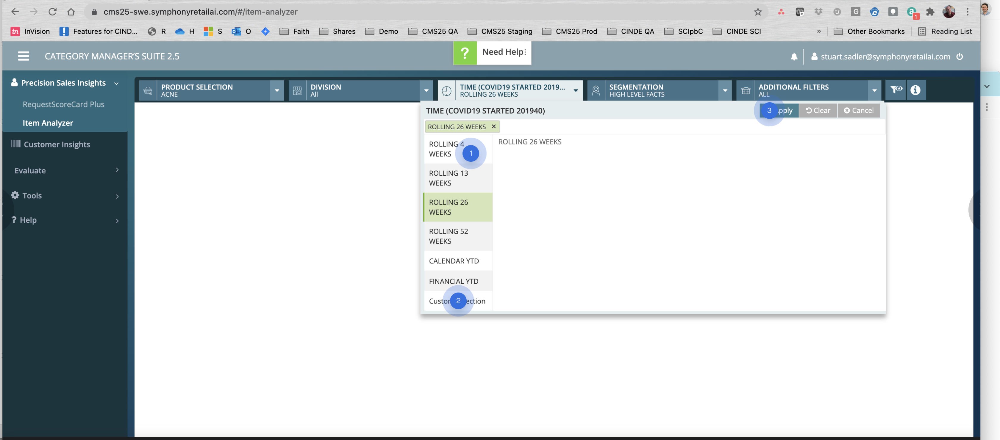 cms25-swe.symphonyretailai.com/#/item-analyzer
U
G
a
1
in InVision
! Features for CIND...
R
H
S
O
Faith
Shares
Demo
CMS25 QA
CMS25 Staging
CMS25 Prod
CINDE QA
SCIpbC
CINDE SCI
»
Other Bookmarks
Reading List
CATEGORY MANAGER'S SUITE 2.5
? Need Help
stuart.sadler@symphonyretailai.com
Precision Sales Insights
RequestScoreCard Plus
Item Analyzer
Customer Insights
Evaluate
Tools
? Help
PRODUCT SELECTION
ACNE
DIVISION
All
TIME (COVID19 STARTED 2019...
ROLLING 26 WEEKS
SEGMENTATION
HIGH LEVEL FACTS
ADDITIONAL FILTERS
ALL
TIME (COVID19 STARTED 201940)
3 pply
Clear
Cancel
ROLLING 26 WEEKS ×
ROLLING 4
WEEKS
1
ROLLING 13
WEEKS
ROLLING 26
WEEKS
ROLLING 52
WEEKS
CALENDAR YTD
FINANCIAL YTD
Custo 2 ection
ROLLING 26 WEEKS